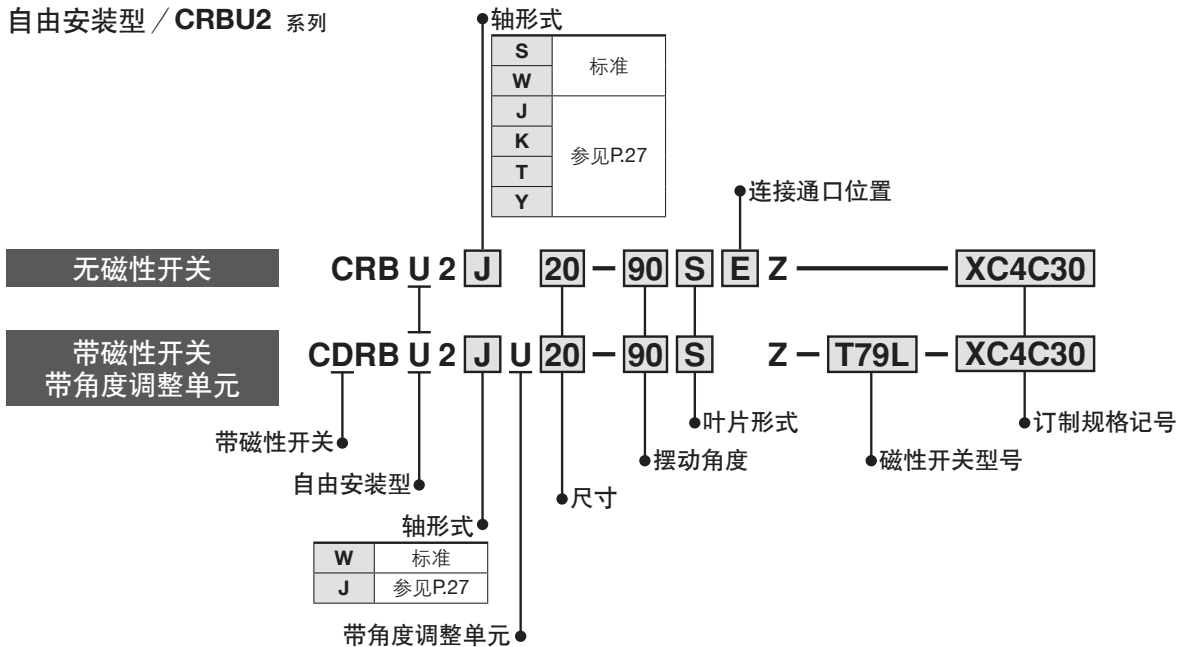 自由安装型／CRBU2 系列
轴形式
S 标准
W
J 参见P.27
K
T
Y
连接通口位置
无磁性开关 CRB U 2 J 20 － 90 S E Z XC4C30
带磁性开关
带角度调整单元
CDRB U 2 J U 20 － 90 S Z － T79L － XC4C30
带磁性开关
自由安装型
轴形式
W 标准
J 参见P.27
带角度调整单元
尺寸
摆动角度
叶片形式
磁性开关型号
订制规格记号